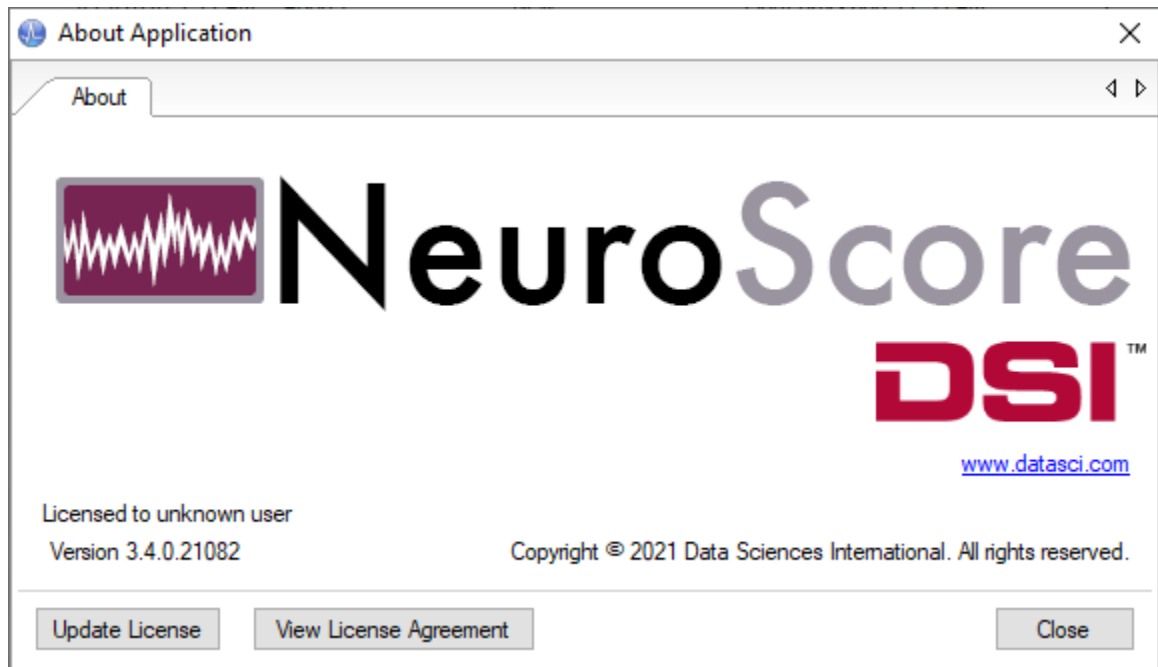 About Application
About
NeuroScore
DSI™
www.datasci.com
Licensed to unknown user
Version 3.4.0.21082
Copyright © 2021 Data Sciences International. All rights reserved.
Update License
View License Agreement
Close